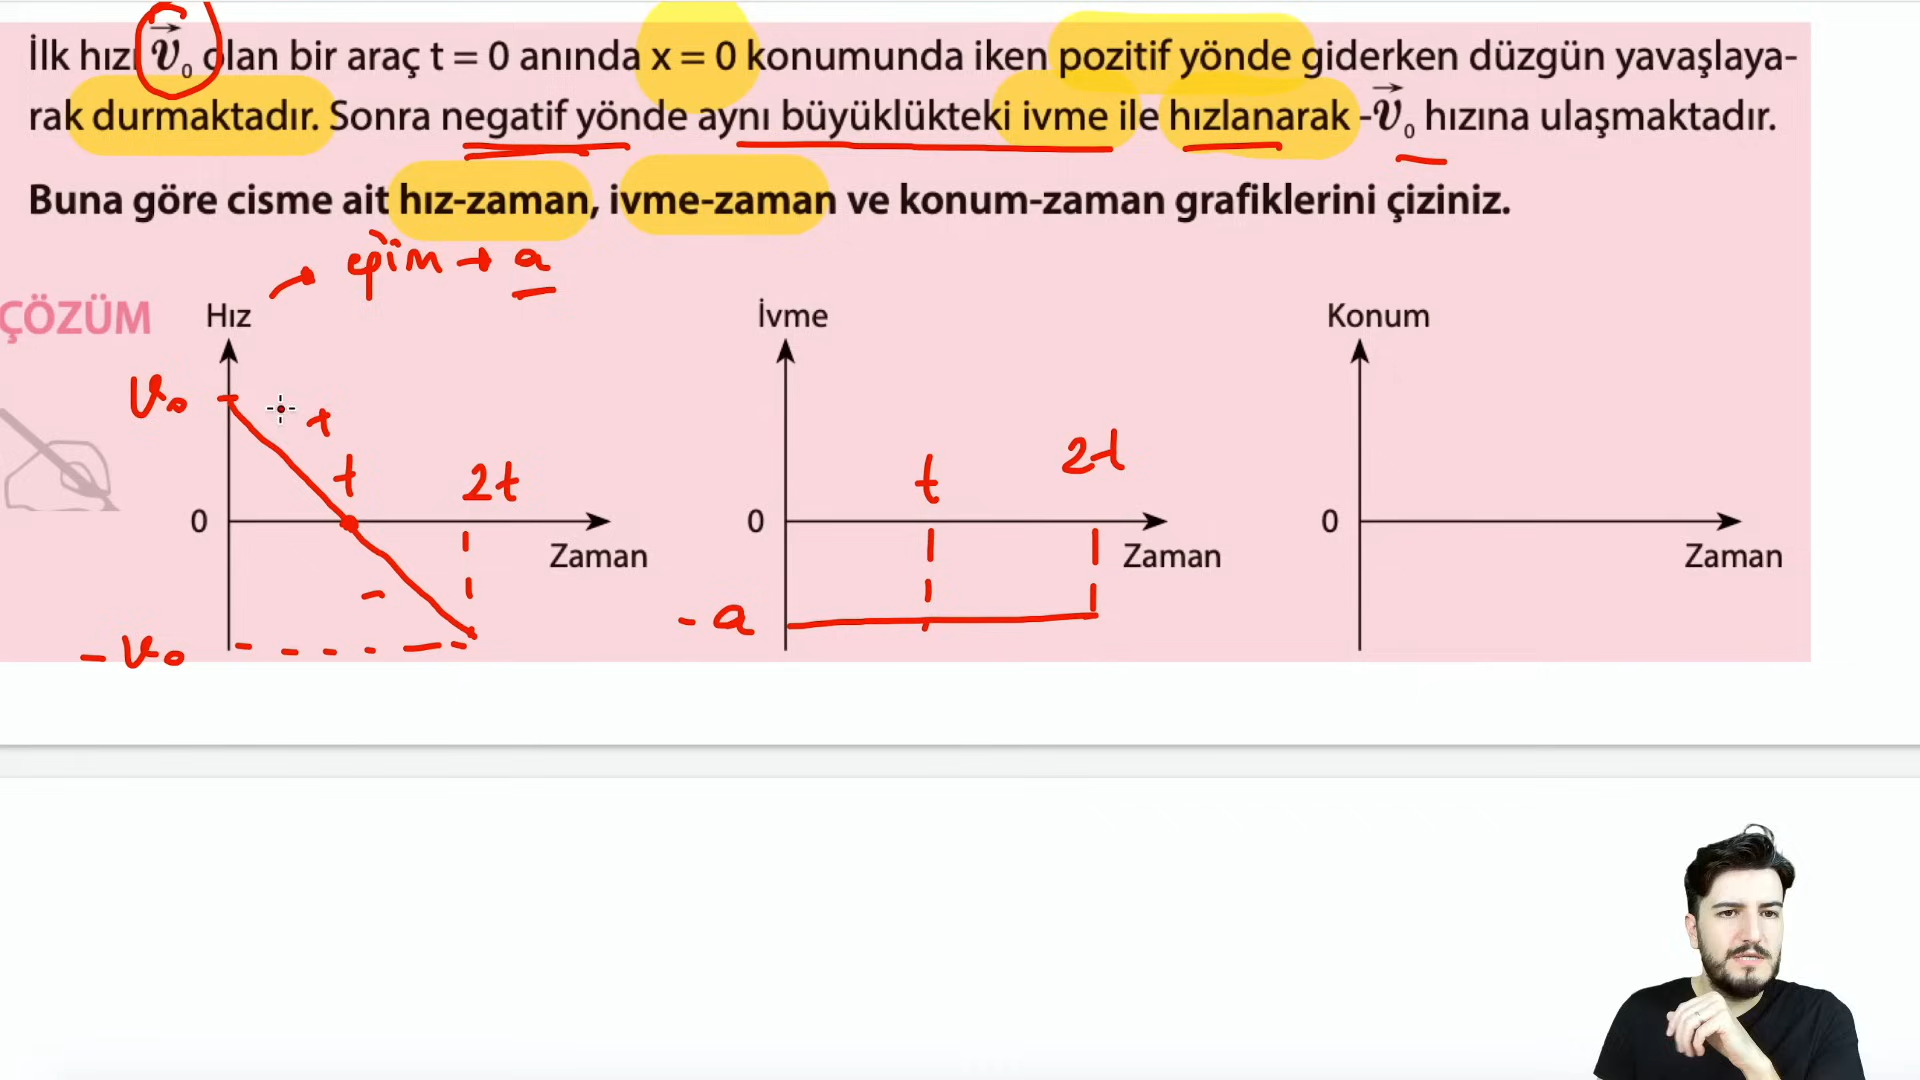 İlk hızı v₀ olan bir araç t = 0 anında x = 0 konumunda iken pozitif yönde giderken düzgün yavaşlaya-
rak durmaktadır. Sonra negatif yönde aynı büyüklükteki ivme ile hızlanarak -v₀ hızına ulaşmaktadır.
Buna göre cisme ait hız-zaman, ivme-zaman ve konum-zaman grafiklerini çiziniz.
eğim → a
ÇÖZÜM
Hız
v₀
+
t
2t
0
Zaman
-
-v₀
İvme
t
2t
0
Zaman
-a
Konum
0
Zaman